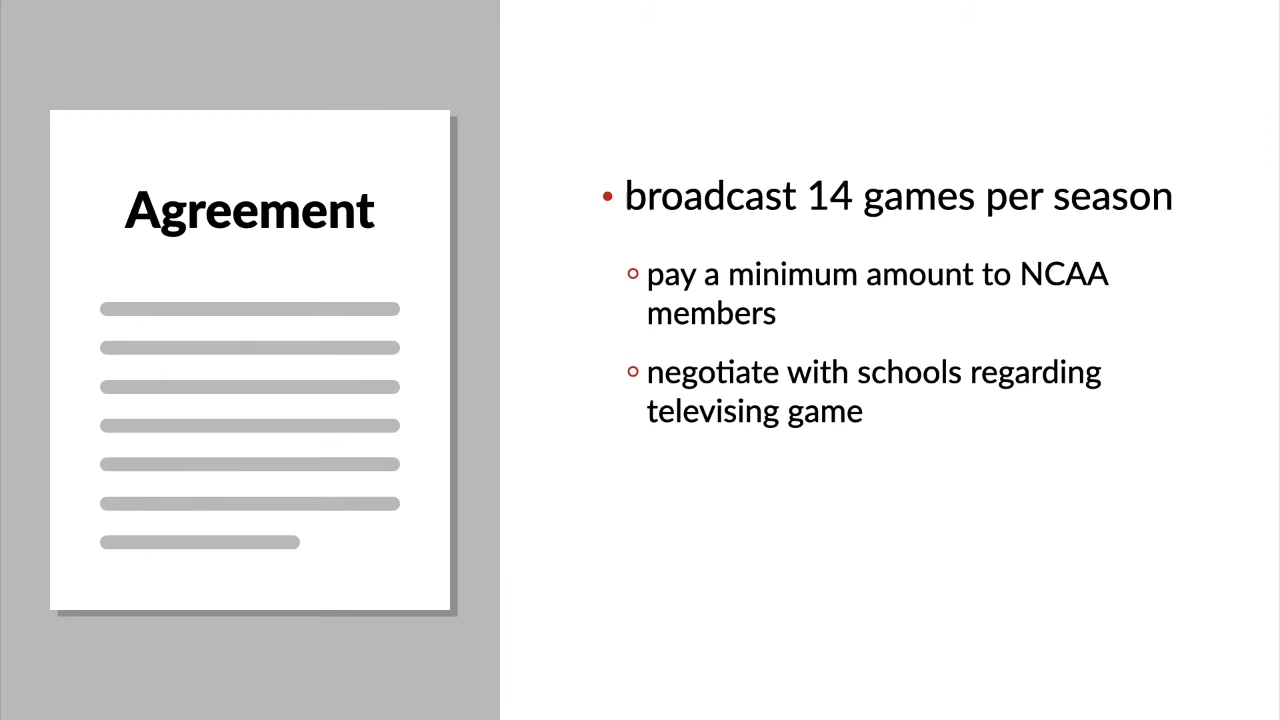 Agreement
• broadcast 14 games per season
pay a minimum amount to NCAA
members
negotiate with schools regarding
televising game